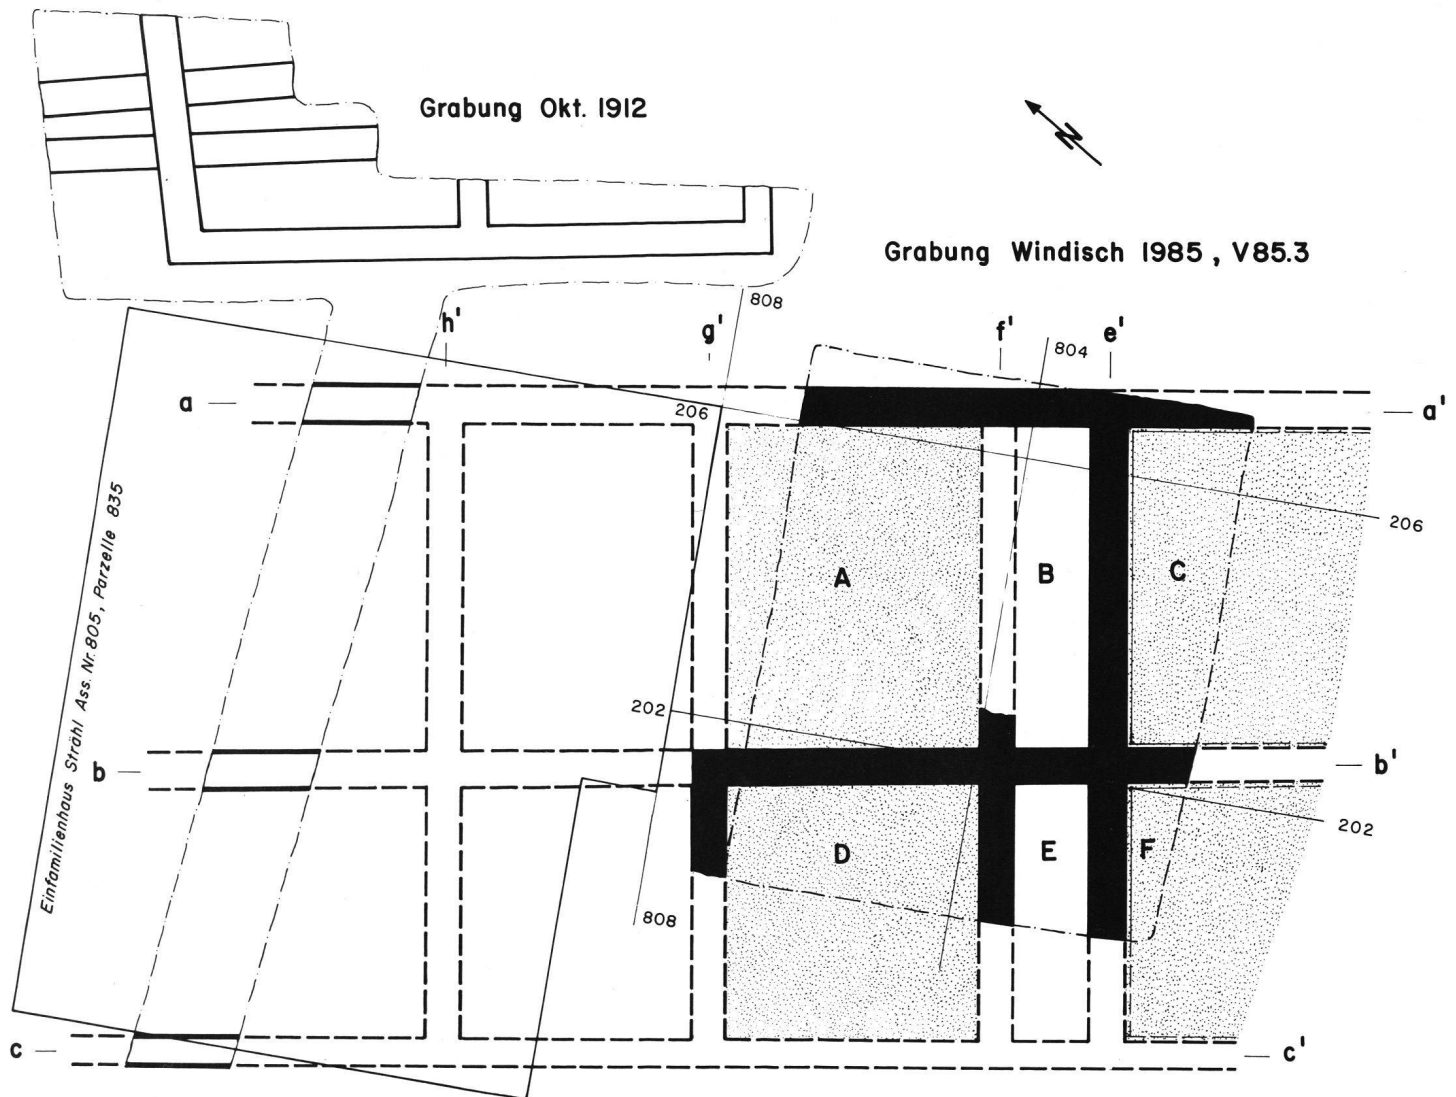 Grabung Okt. 1912
N
Grabung Windisch 1985, V85.3
808
h'
g'
f'
804
e'
a
206
a'
Einfamilienhaus Strähl Ass. Nr. 805, Parzelle 835
206
A
B
C
202
b
b'
202
D
E
F
808
c
c'